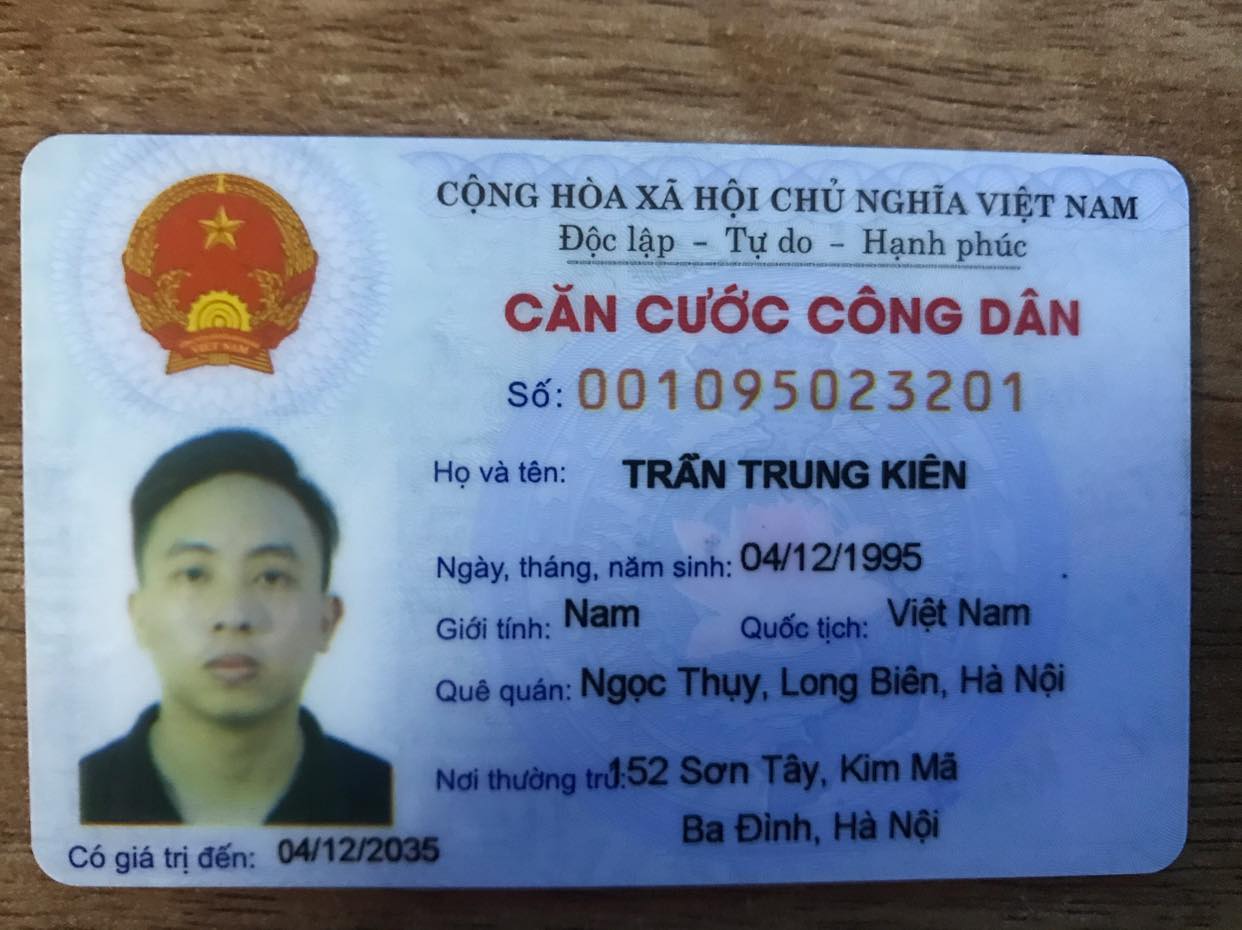 CỘNG HÒA XÃ HỘI CHỦ NGHĨA VIỆT NAM
Độc lập - Tự do - Hạnh phúc
CĂN CƯỚC CÔNG DÂN
Số: 001095023201
Họ và tên: TRẦN TRUNG KIÊN
Ngày, tháng, năm sinh: 04/12/1995
Giới tính: Nam Quốc tịch: Việt Nam
Quê quán: Ngọc Thụy, Long Biên, Hà Nội
Nơi thường trú: 152 Sơn Tây, Kim Mã
Ba Đình, Hà Nội
Có giá trị đến: 04/12/2035